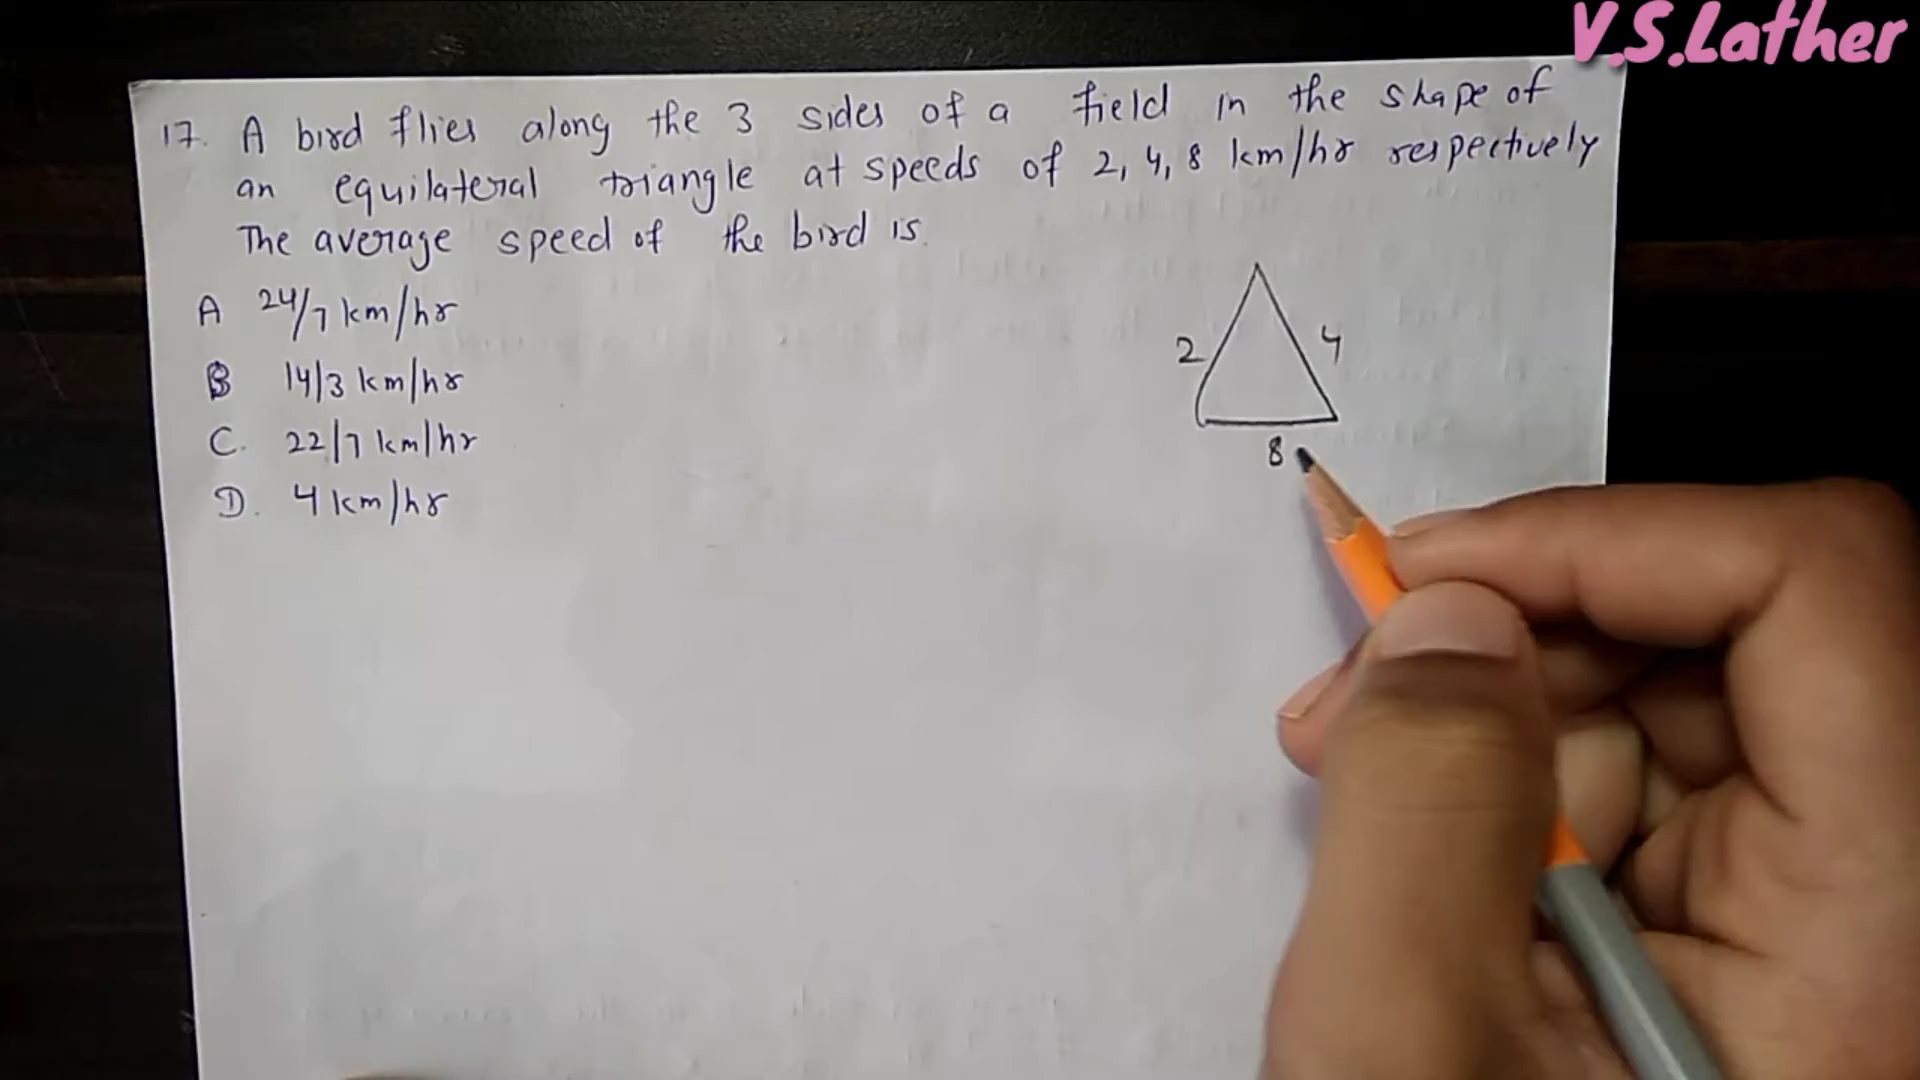 V.S.Lather
17. A bird flies along the 3 sides of a field in the shape of
an equilateral triangle at speeds of 2, 4, 8 km/hr respectively
The average speed of the bird is.
A 24/7 km/hr
B 14/3 km/hr
C. 22/7 km/hr
D. 4 km/hr
2
4
8